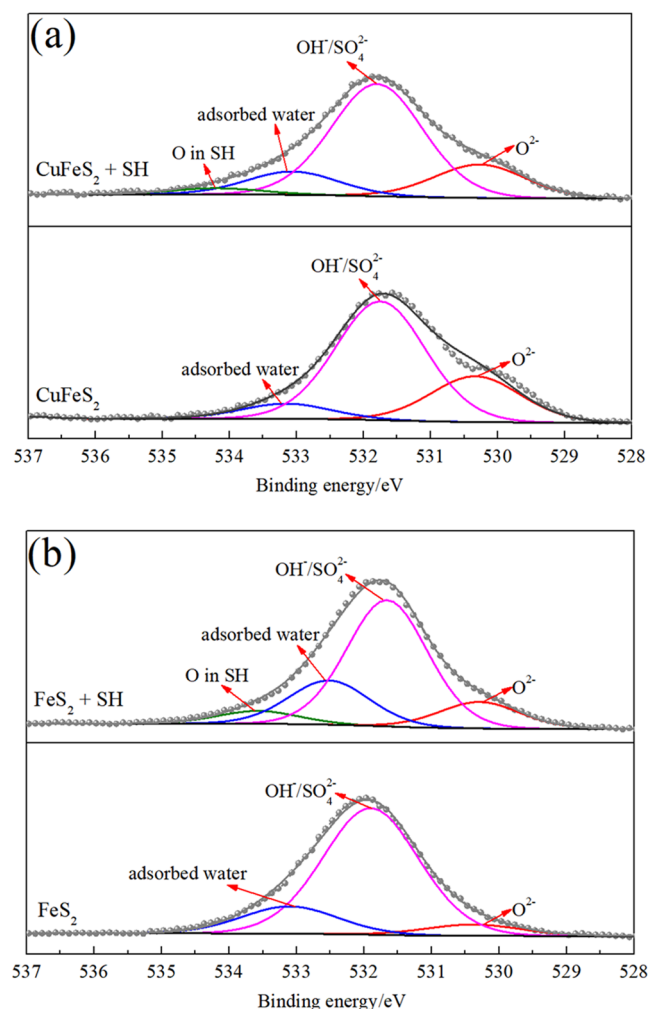 (a)
OH⁻/SO₄²⁻
adsorbed water
O in SH
O²⁻
CuFeS₂ + SH
OH⁻/SO₄²⁻
adsorbed water
O²⁻
CuFeS₂
537 536 535 534 533 532 531 530 529 528
Binding energy/eV
(b)
OH⁻/SO₄²⁻
adsorbed water
O in SH
O²⁻
FeS₂ + SH
OH⁻/SO₄²⁻
adsorbed water
O²⁻
FeS₂
537 536 535 534 533 532 531 530 529 528
Binding energy/eV